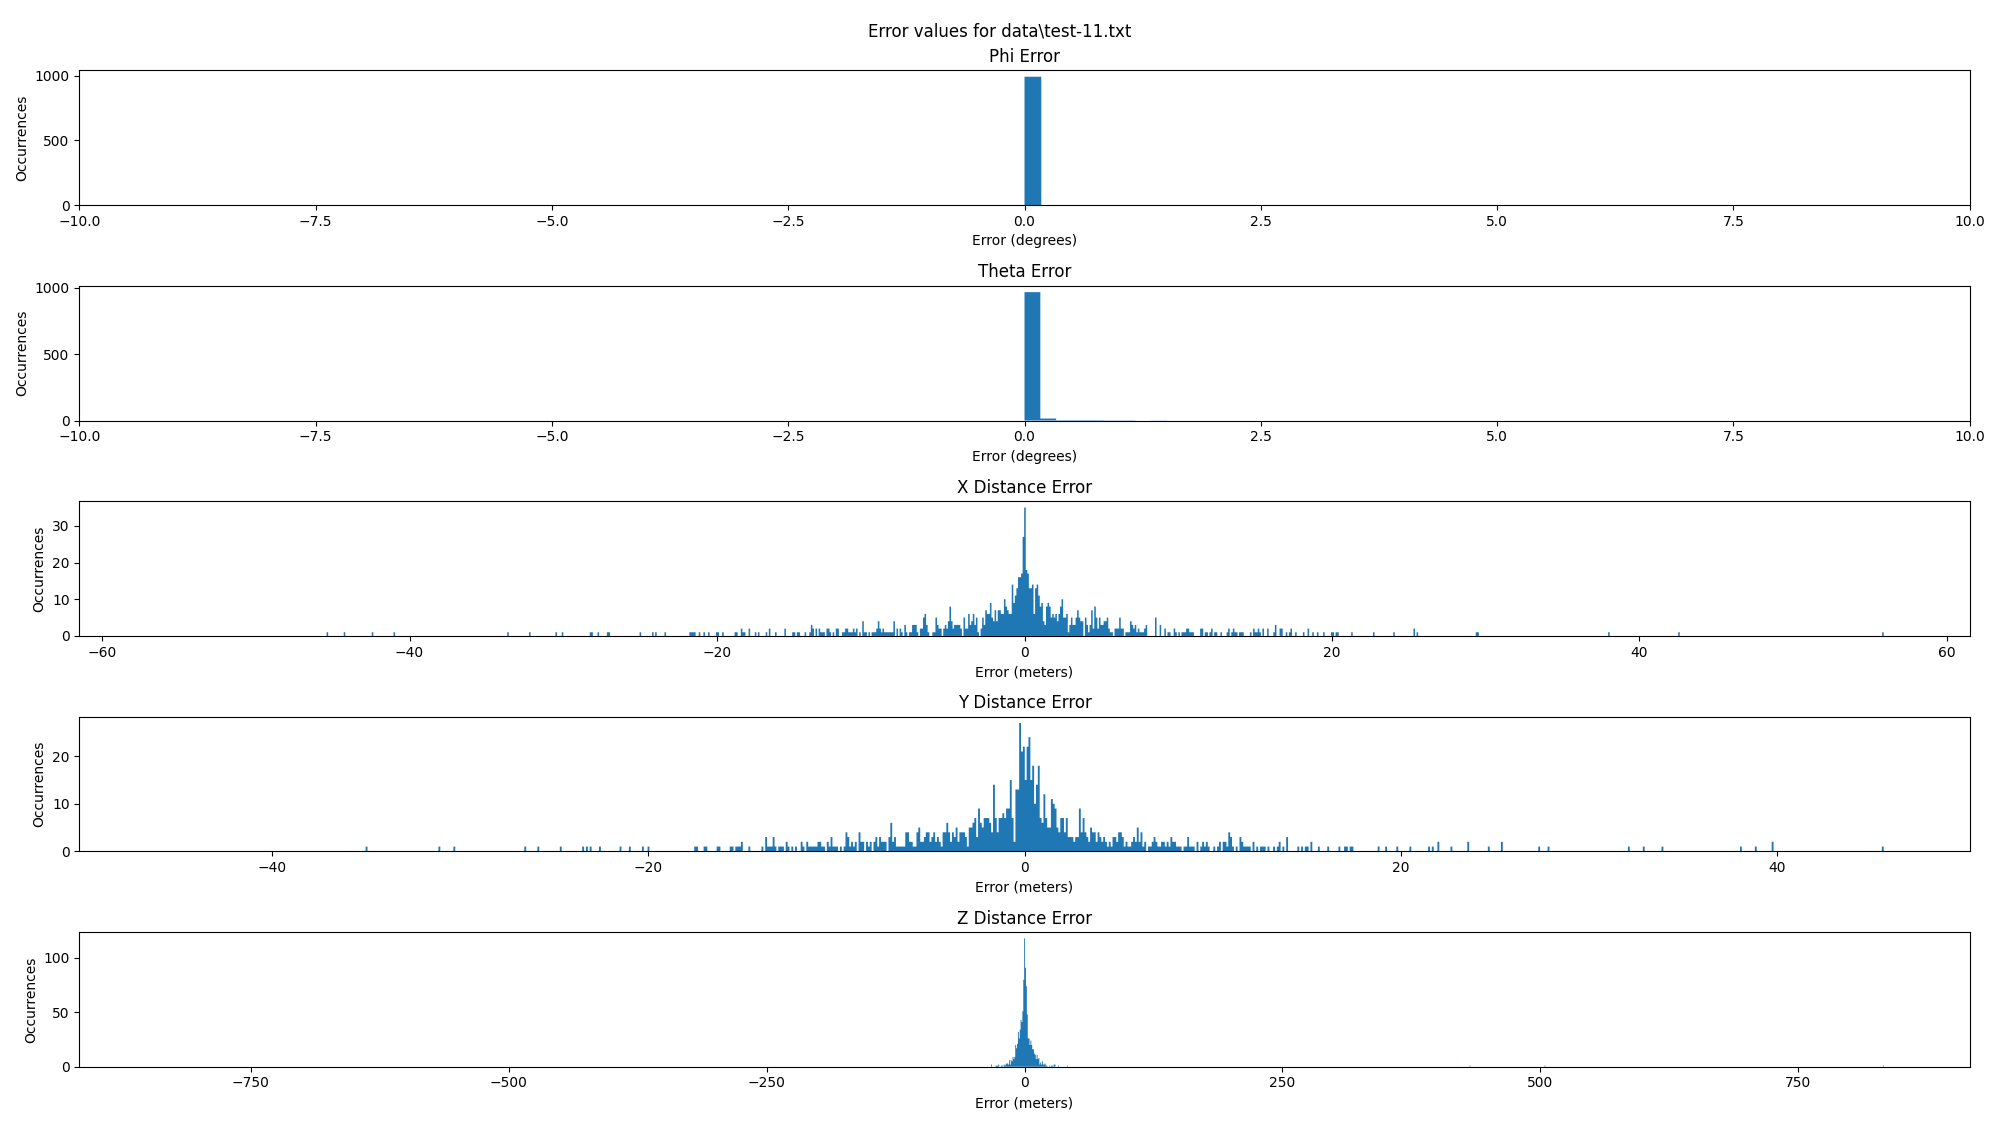 Error values for data\test-11.txt
Phi Error
Occurrences
1000
500
0
−10.0 −7.5 −5.0 −2.5 0.0 2.5 5.0 7.5 10.0
Error (degrees)
Theta Error
Occurrences
1000
500
0
−10.0 −7.5 −5.0 −2.5 0.0 2.5 5.0 7.5 10.0
Error (degrees)
X Distance Error
Occurrences
30
20
10
0
−60 −40 −20 0 20 40 60
Error (meters)
Y Distance Error
Occurrences
20
10
0
−40 −20 0 20 40
Error (meters)
Z Distance Error
Occurrences
100
50
0
−750 −500 −250 0 250 500 750
Error (meters)